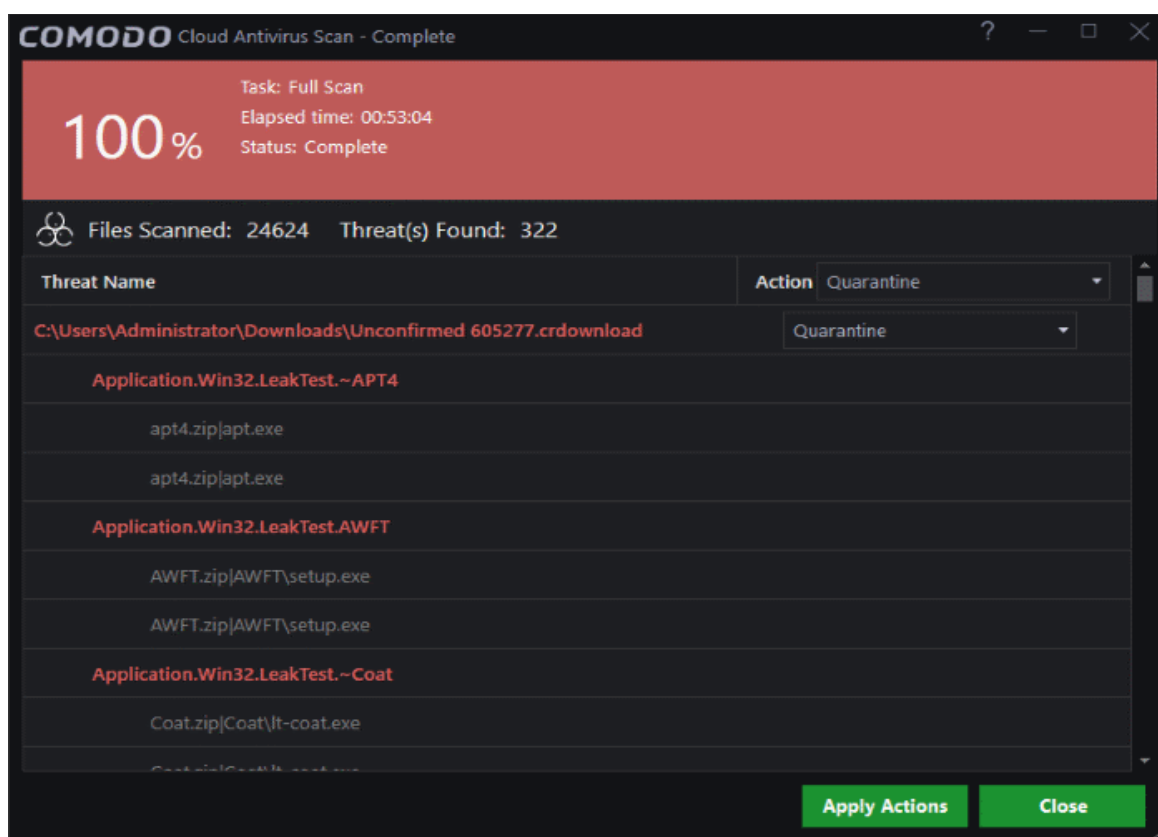 COMODO Cloud Antivirus Scan - Complete
?
100%
Task: Full Scan
Elapsed time: 00:53:04
Status: Complete
Files Scanned: 24624 Threat(s) Found: 322
Threat Name Action Quarantine
C:\Users\Administrator\Downloads\Unconfirmed 605277.crdownload Quarantine
Application.Win32.LeakTest.~APT4
apt4.zip|apt.exe
apt4.zip|apt.exe
Application.Win32.LeakTest.AWFT
AWFT.zip|AWFT\setup.exe
AWFT.zip|AWFT\setup.exe
Application.Win32.LeakTest.~Coat
Coat.zip|Coat\lt-coat.exe
Apply Actions Close